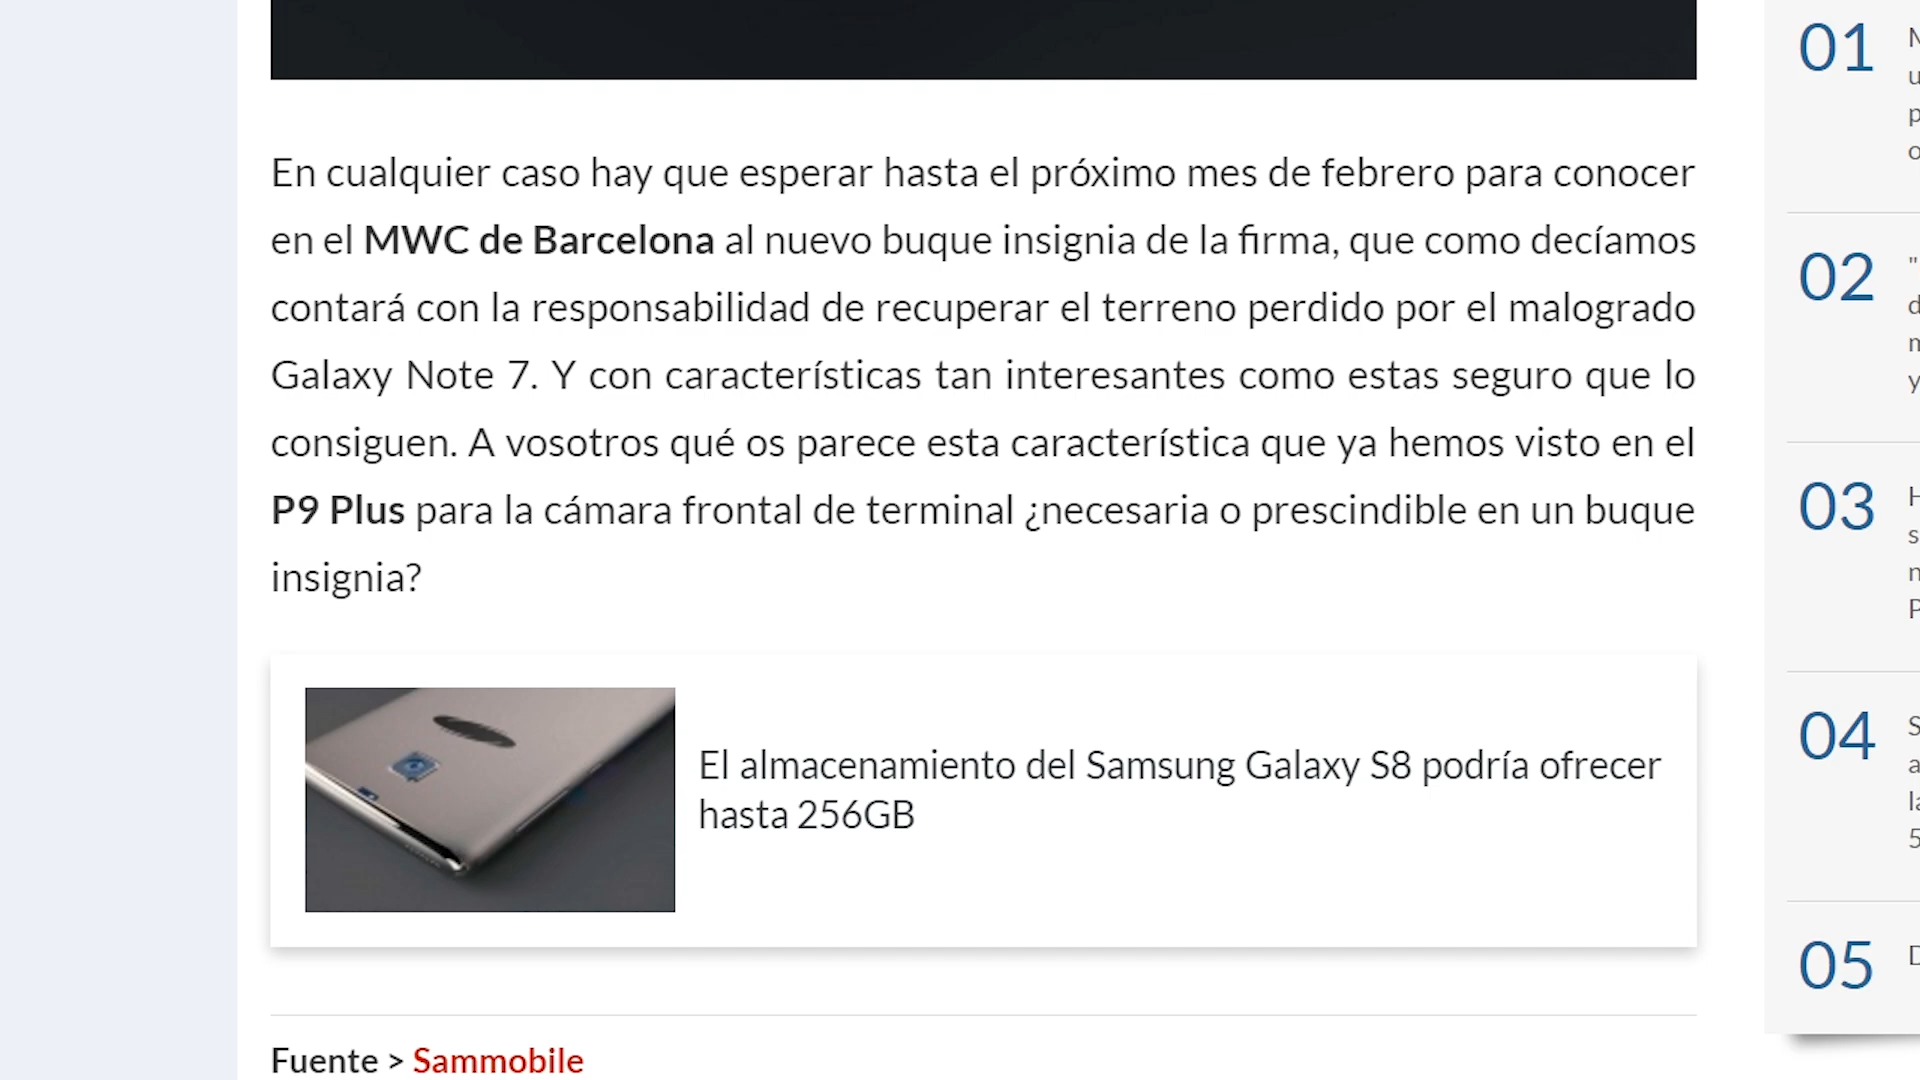 En cualquier caso hay que esperar hasta el próximo mes de febrero para conocer
en el MWC de Barcelona al nuevo buque insignia de la firma, que como decíamos
contará con la responsabilidad de recuperar el terreno perdido por el malogrado
Galaxy Note 7. Y con características tan interesantes como estas seguro que lo
consiguen. A vosotros qué os parece esta característica que ya hemos visto en el
P9 Plus para la cámara frontal de terminal ¿necesaria o prescindible en un buque
insignia?
El almacenamiento del Samsung Galaxy S8 podría ofrecer
hasta 256GB
Fuente > Sammobile
01
02
03
04
05